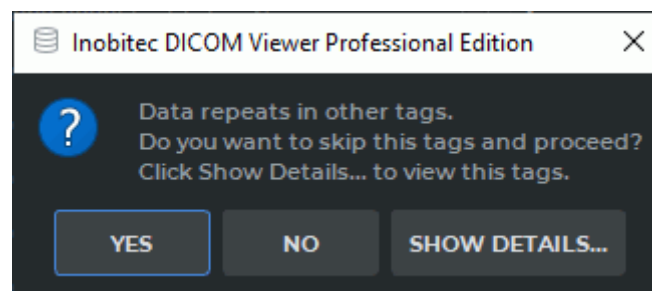 Inobitec DICOM Viewer Professional Edition
Data repeats in other tags.
Do you want to skip this tags and proceed?
Click Show Details... to view this tags.
YES
NO
SHOW DETAILS...